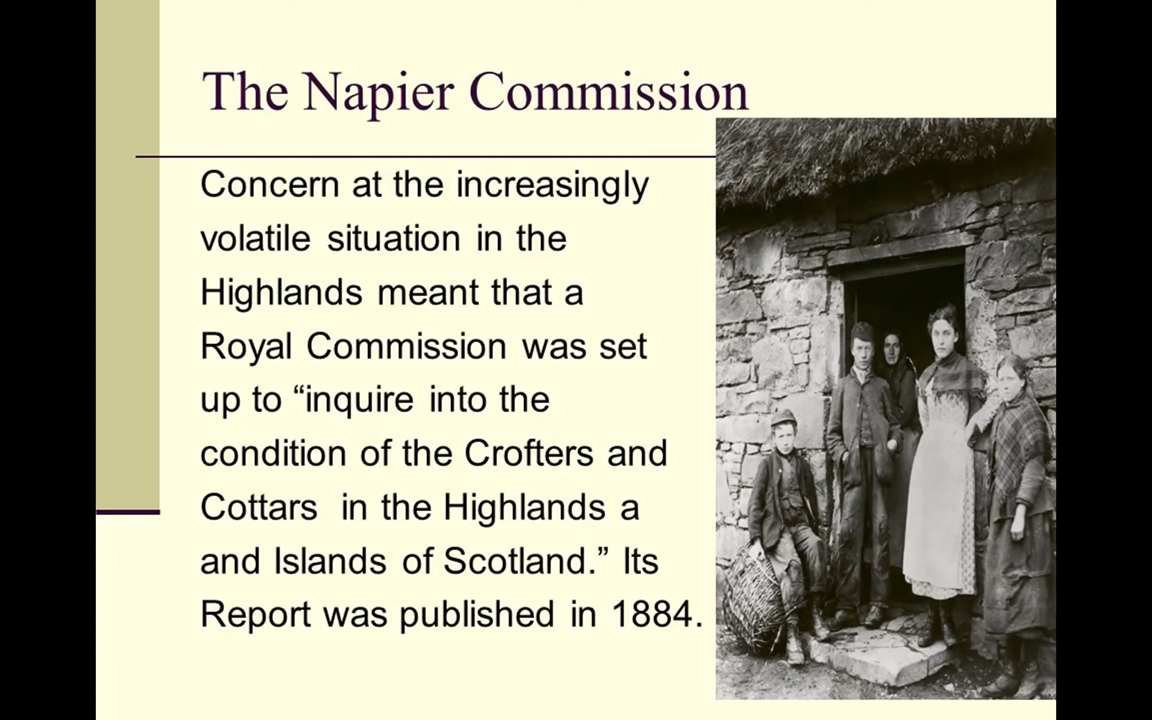 The Napier Commission
Concern at the increasingly
volatile situation in the
Highlands meant that a
Royal Commission was set
up to “inquire into the
condition of the Crofters and
Cottars  in the Highlands a
and Islands of Scotland.” Its
Report was published in 1884.